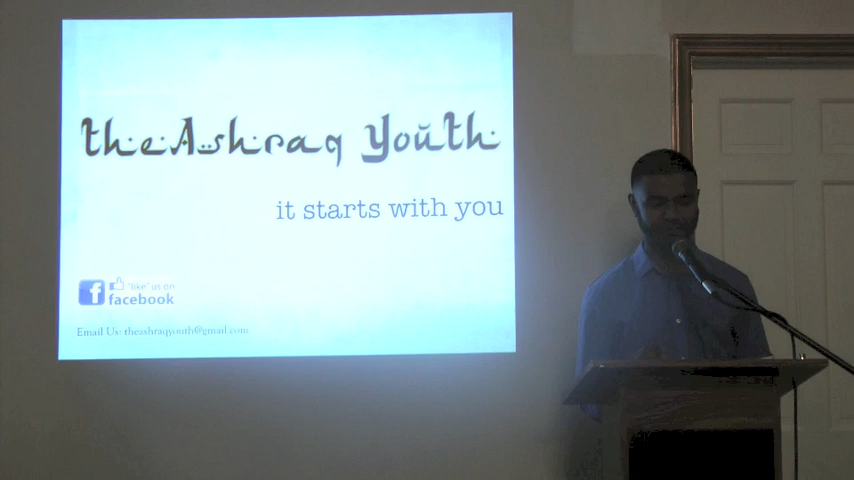 theAshraq Youth
it starts with you
"like" us on
facebook
Email Us: theashraqyouth@gmail.com